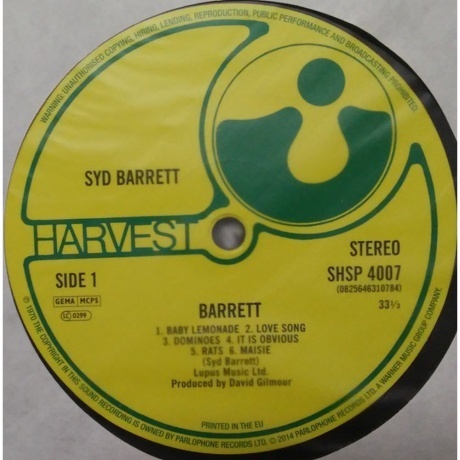 WARNING: UNAUTHORISED COPYING, HIRING, LENDING, REPRODUCTION, PUBLIC PERFORMANCE AND BROADCASTING PROHIBITED.
SYD BARRETT
HARVEST
STEREO
SIDE 1
SHSP 4007
(0825646310784)
GEMA MCPS
LC 0299
33⅓
BARRETT
1. BABY LEMONADE 2. LOVE SONG
3. DOMINOES 4. IT IS OBVIOUS
5. RATS 6. MAISIE
(Syd Barrett)
Lupus Music Ltd.
Produced by David Gilmour
PRINTED IN THE EU
℗ 1970 THE COPYRIGHT IN THIS SOUND RECORDING IS OWNED BY PARLOPHONE RECORDS LTD. © 2014 PARLOPHONE RECORDS LTD. A WARNER MUSIC GROUP COMPANY.